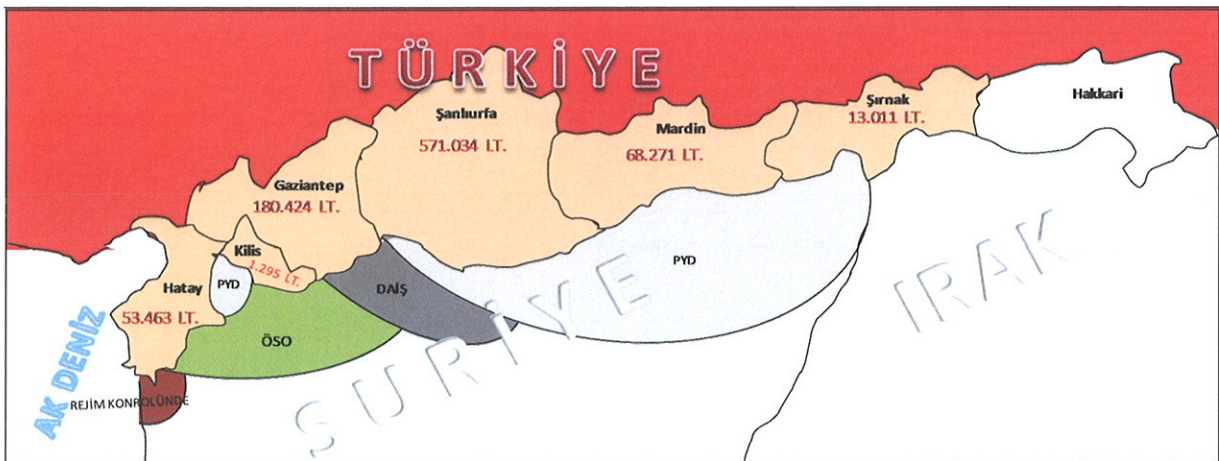 TÜRKİYE
Şanlıurfa
571.034 LT.
Mardin
68.271 LT.
Şırnak
13.011 LT.
Hakkari
Gaziantep
180.424 LT.
Kilis
1.295 LT.
Hatay
53.463 LT.
PYD
PYD
DAİŞ
ÖSO
REJİM KONROLÜNDE
AK DENİZ
SURİYE
IRAK